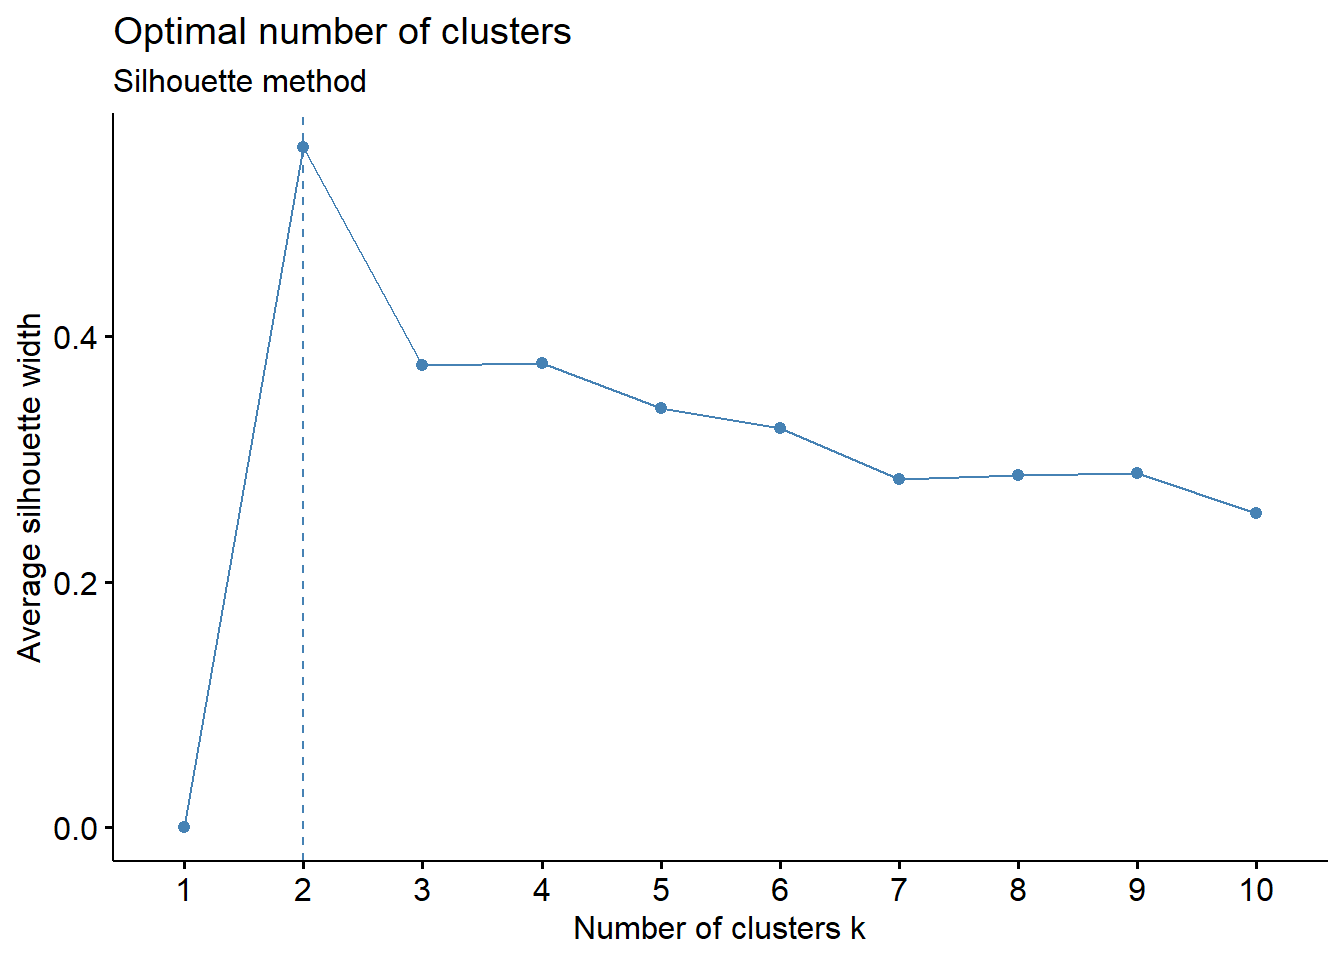 Optimal number of clusters
Silhouette method
Average silhouette width
0.4
0.2
0.0
1 2 3 4 5 6 7 8 9 10
Number of clusters k